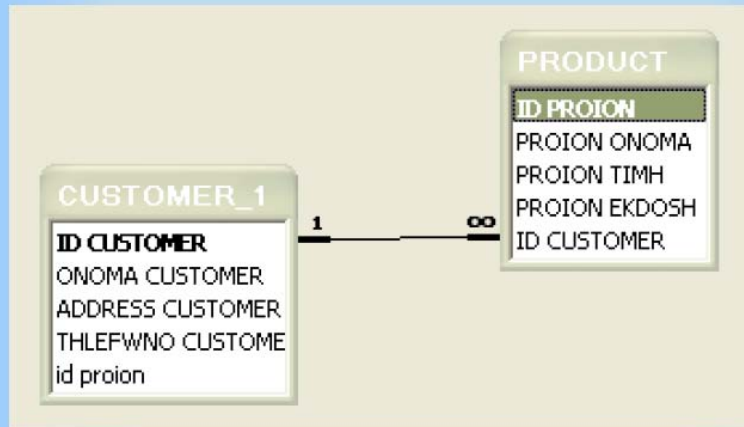 PRODUCT
ID PROION
PROION ONOMA
PROION TIMH
PROION EKDOSH
ID CUSTOMER
CUSTOMER_1
ID CUSTOMER
ONOMA CUSTOMER
ADDRESS CUSTOMER
THLEFWNO CUSTOME
id proion
1 ∞